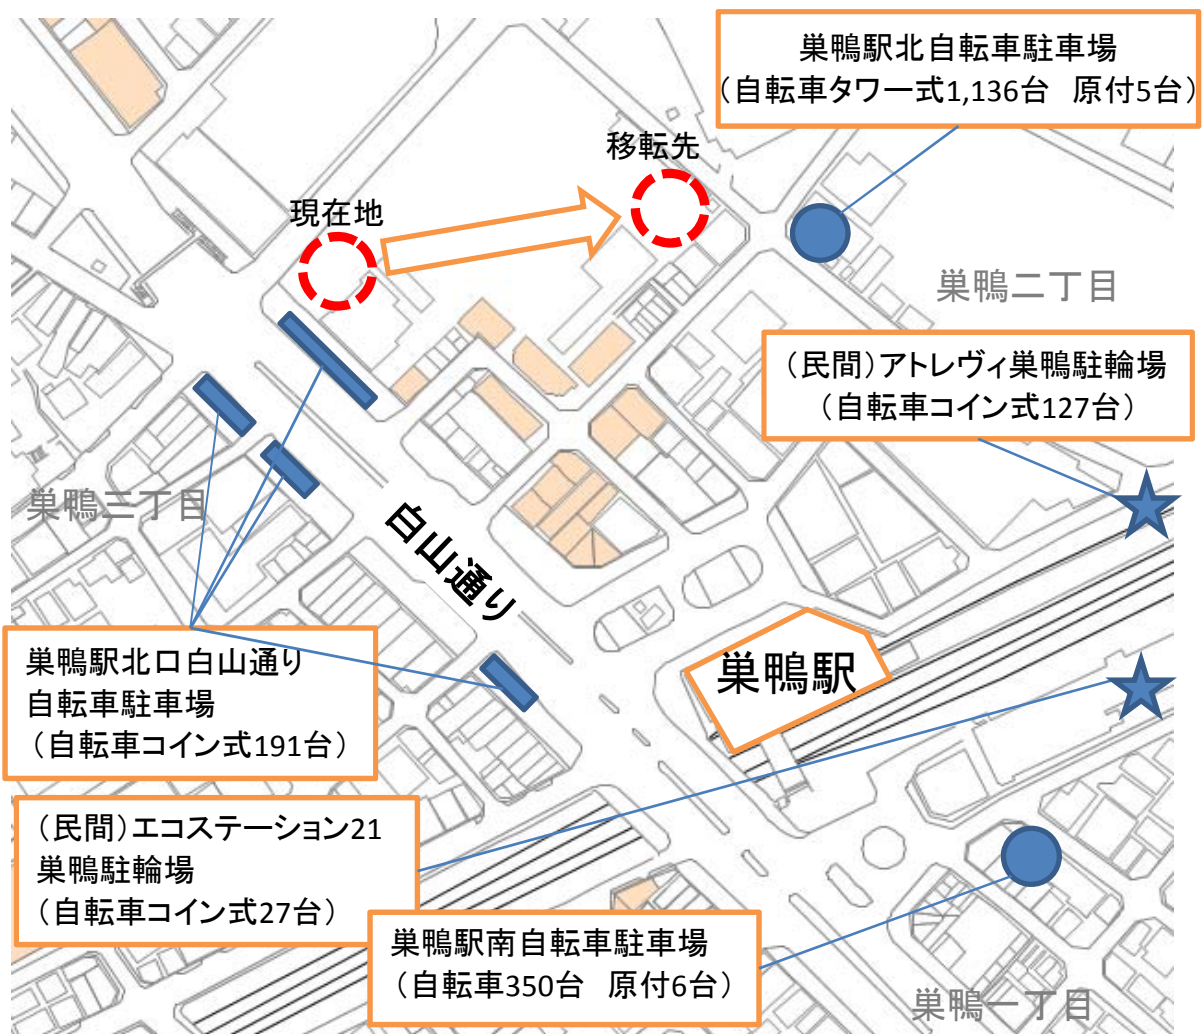 巣鴨駅北自転車駐車場
（自転車タワー式1,136台　原付5台）
移転先
現在地
巣鴨二丁目
（民間）アトレヴィ巣鴨駐輪場
（自転車コイン式127台）
巣鴨三丁目
白山通り
巣鴨駅北口白山通り
自転車駐車場
（自転車コイン式191台）
巣鴨駅
（民間）エコステーション21
巣鴨駐輪場
（自転車コイン式27台）
巣鴨駅南自転車駐車場
（自転車350台　原付6台）
巣鴨一丁目